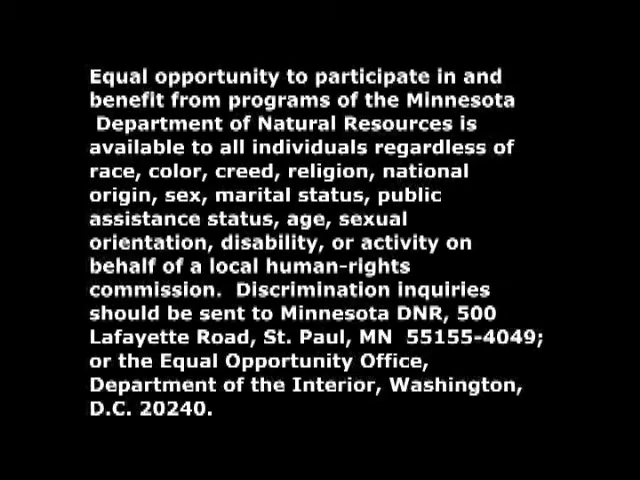 Equal opportunity to participate in and
benefit from programs of the Minnesota
Department of Natural Resources is
available to all individuals regardless of
race, color, creed, religion, national
origin, sex, marital status, public
assistance status, age, sexual
orientation, disability, or activity on
behalf of a local human-rights
commission.  Discrimination inquiries
should be sent to Minnesota DNR, 500
Lafayette Road, St. Paul, MN  55155-4049;
or the Equal Opportunity Office,
Department of the Interior, Washington,
D.C. 20240.